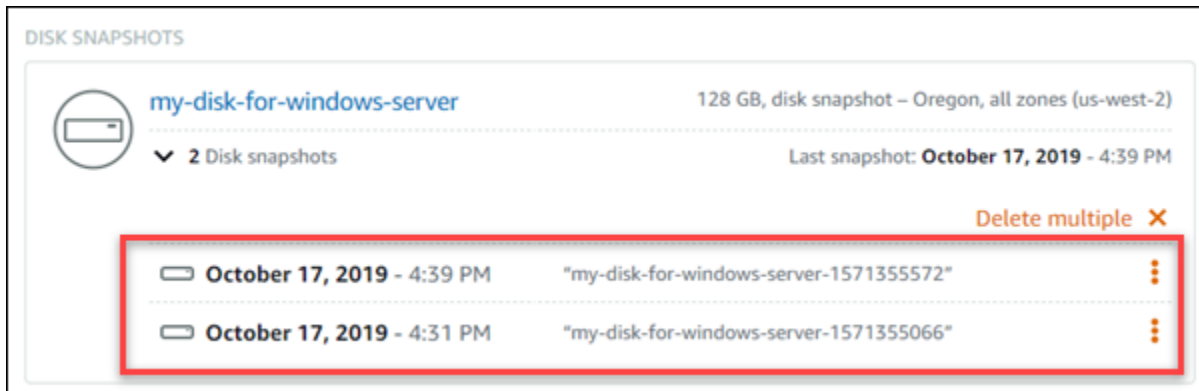 DISK SNAPSHOTS
my-disk-for-windows-server 128 GB, disk snapshot – Oregon, all zones (us-west-2)
2 Disk snapshots Last snapshot: October 17, 2019 - 4:39 PM
Delete multiple
October 17, 2019 - 4:39 PM "my-disk-for-windows-server-1571355572"
October 17, 2019 - 4:31 PM "my-disk-for-windows-server-1571355066"